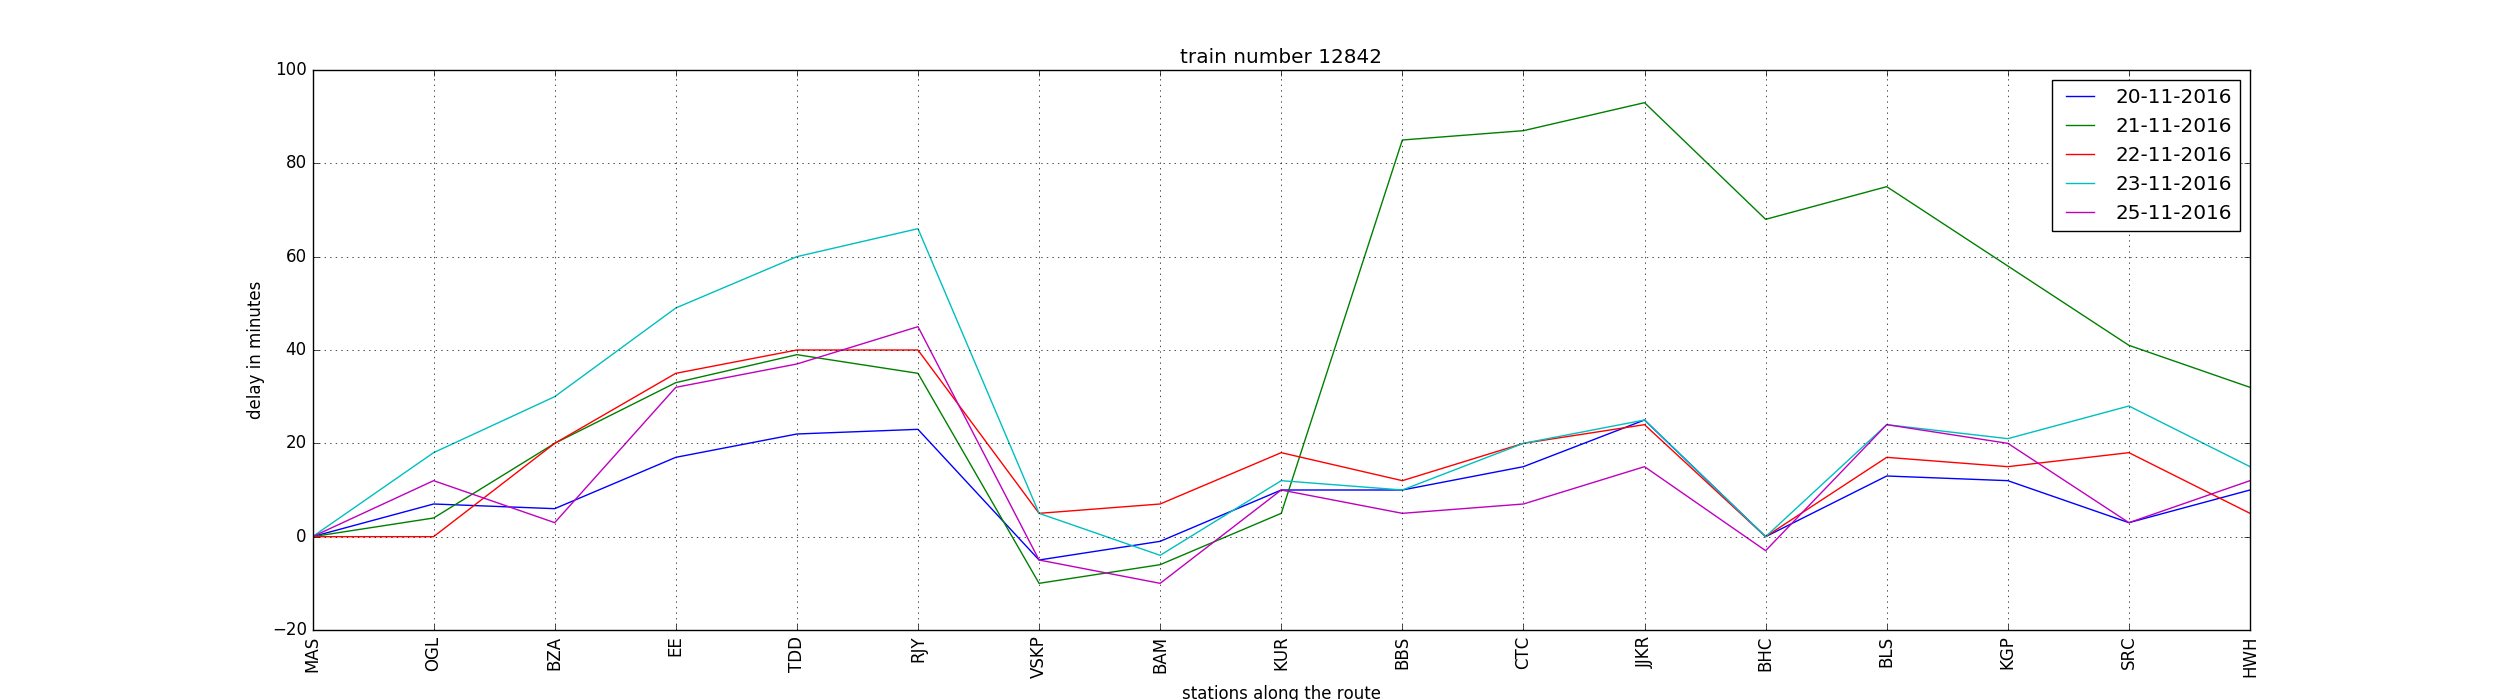 train number 12842
100
80
60
40
20
0
−20
delay in minutes
20-11-2016
21-11-2016
22-11-2016
23-11-2016
25-11-2016
MAS
OGL
BZA
EE
TDD
RJY
VSKP
BAM
KUR
BBS
CTC
JJKR
BHC
BLS
KGP
SRC
HWH
stations along the route